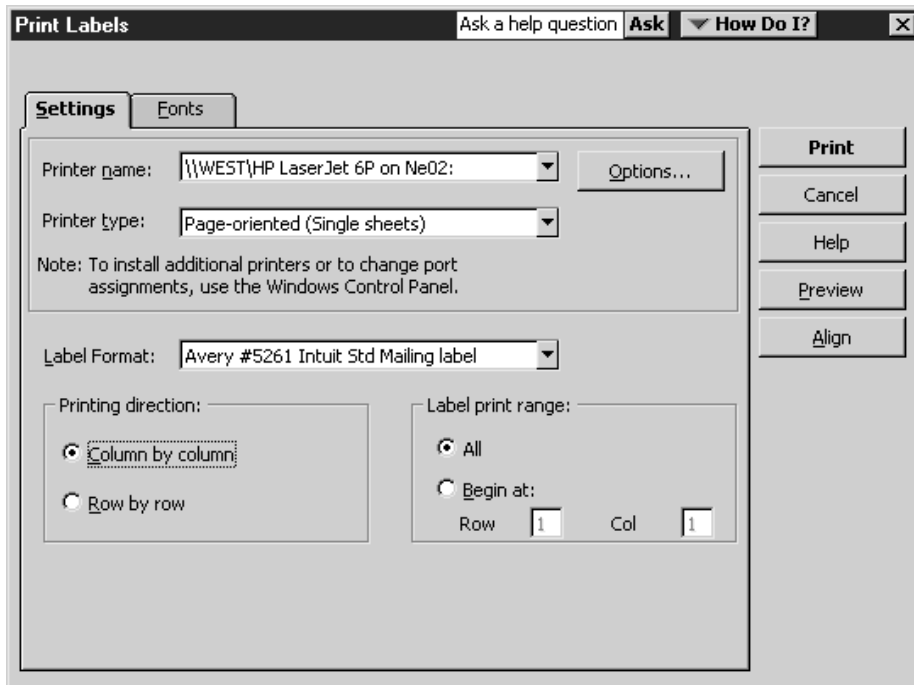 Print Labels
Ask a help question Ask How Do I?
Settings Fonts
Printer name: \\WEST\HP LaserJet 6P on Ne02: Options...
Printer type: Page-oriented (Single sheets)
Note: To install additional printers or to change port
assignments, use the Windows Control Panel.
Label Format: Avery #5261 Intuit Std Mailing label
Printing direction:
Column by column
Row by row
Label print range:
All
Begin at:
Row 1 Col 1
Print
Cancel
Help
Preview
Align